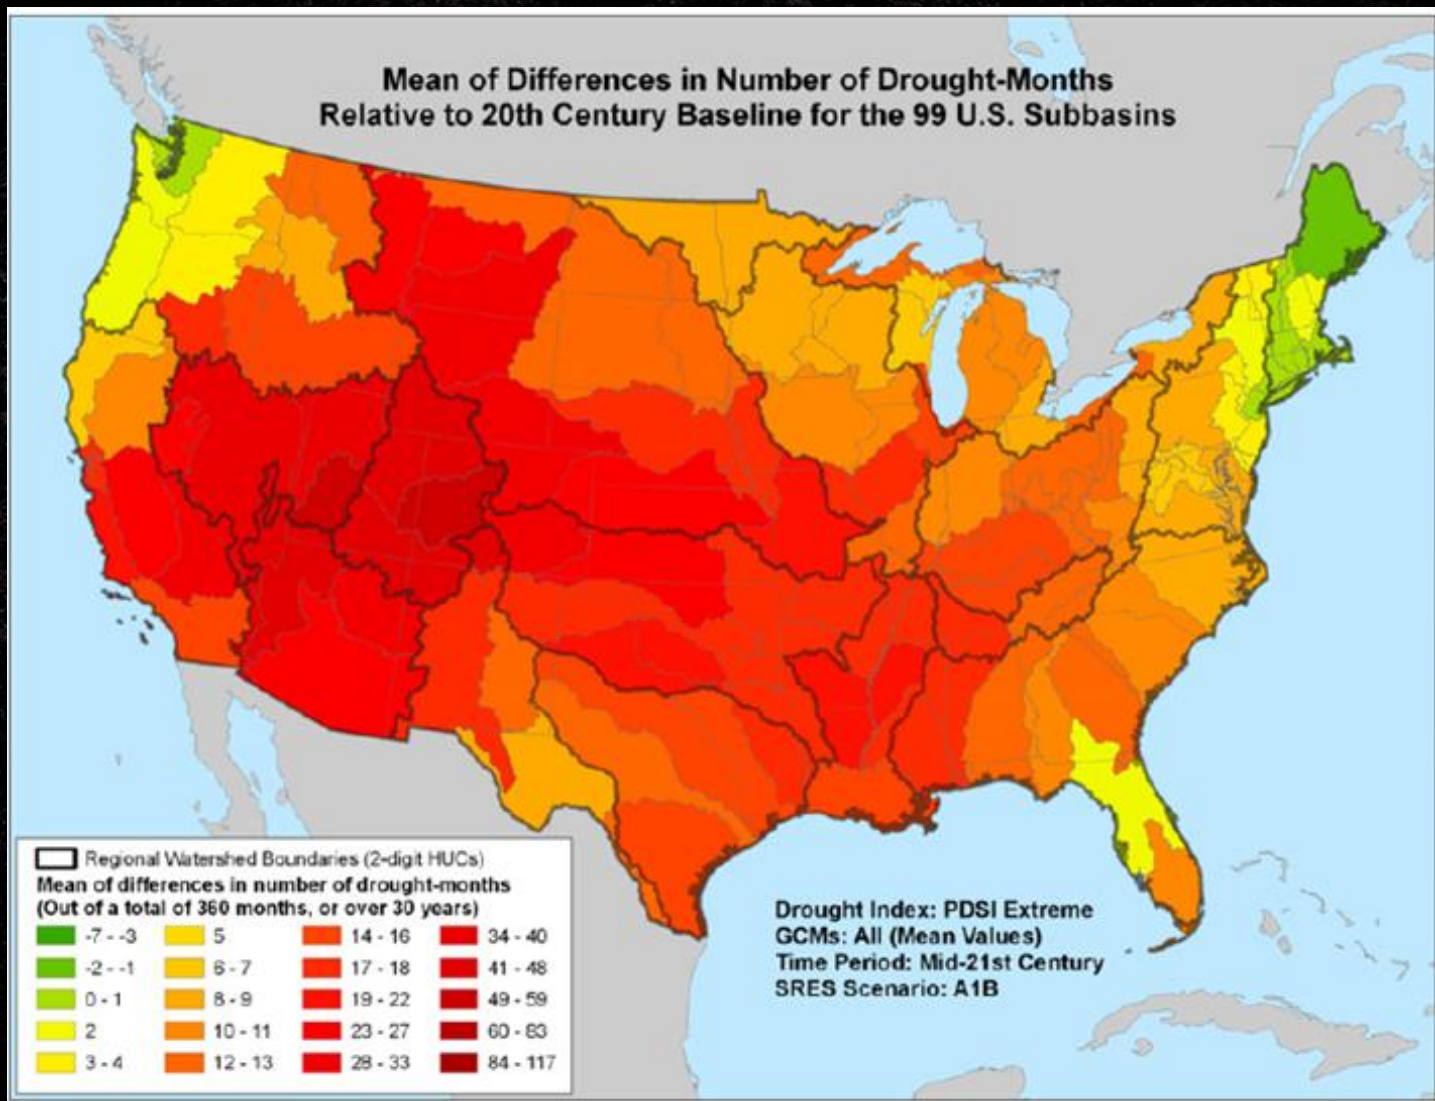 Mean of Differences in Number of Drought-Months
Relative to 20th Century Baseline for the 99 U.S. Subbasins
Regional Watershed Boundaries (2-digit HUCs)
Mean of differences in number of drought-months
(Out of a total of 360 months, or over 30 years)
-7 - -3
5
14 - 16
34 - 40
-2 - -1
6 - 7
17 - 18
41 - 48
0 - 1
8 - 9
19 - 22
49 - 59
2
10 - 11
23 - 27
60 - 83
3 - 4
12 - 13
28 - 33
84 - 117
Drought Index: PDSI Extreme
GCMs: All (Mean Values)
Time Period: Mid-21st Century
SRES Scenario: A1B